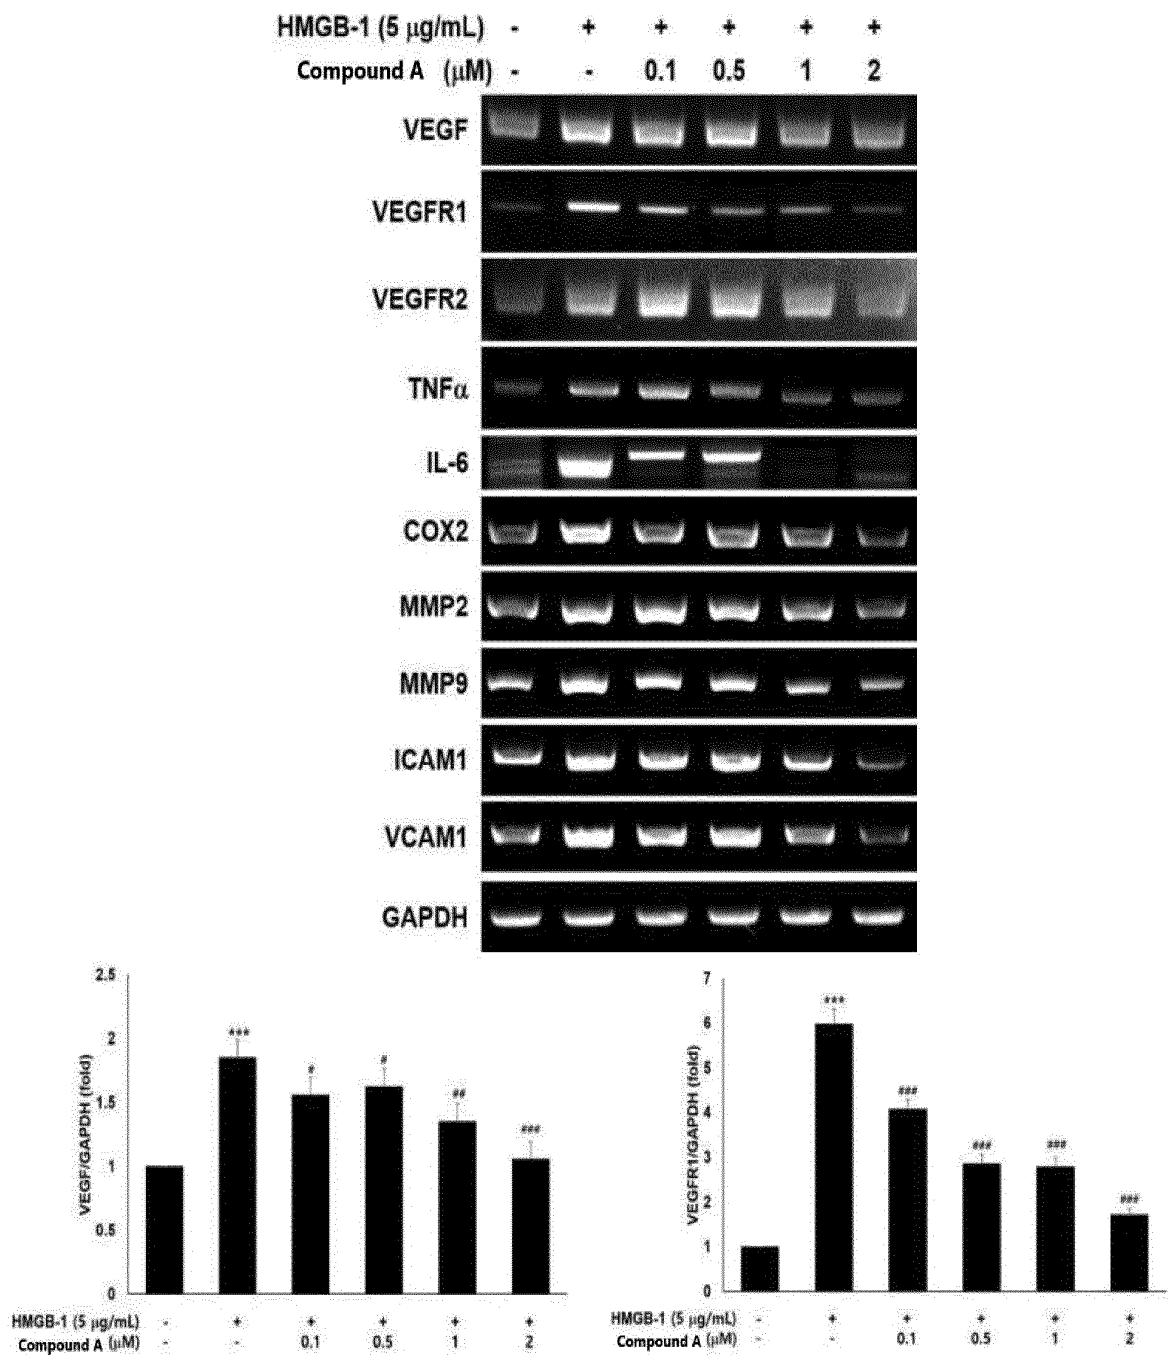 HMGB-1 (5 μg/mL) - + + + + +
Compound A (μM) - - 0.1 0.5 1 2
VEGF
VEGFR1
VEGFR2
TNFα
IL-6
COX2
MMP2
MMP9
ICAM1
VCAM1
GAPDH
VEGF/GAPDH (fold)
2.5
2
1.5
1
0.5
0
***
#
#
##
###
HMGB-1 (5 μg/mL) - + + + + +
Compound A (μM) - - 0.1 0.5 1 2
VEGFR1/GAPDH (fold)
7
6
5
4
3
2
1
0
***
###
###
###
###
HMGB-1 (5 μg/mL) - + + + + +
Compound A (μM) - - 0.1 0.5 1 2